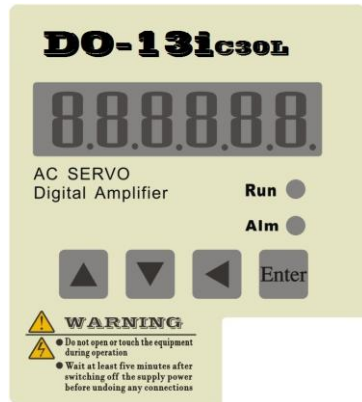 DO-13iC30L
8.8.8.8.8.8.
AC SERVO
Digital Amplifier
Run
Alm
Enter
WARNING
Do not open or touch the equipment
during operation
Wait at least five minutes after
switching off the supply power
before undoing any connections